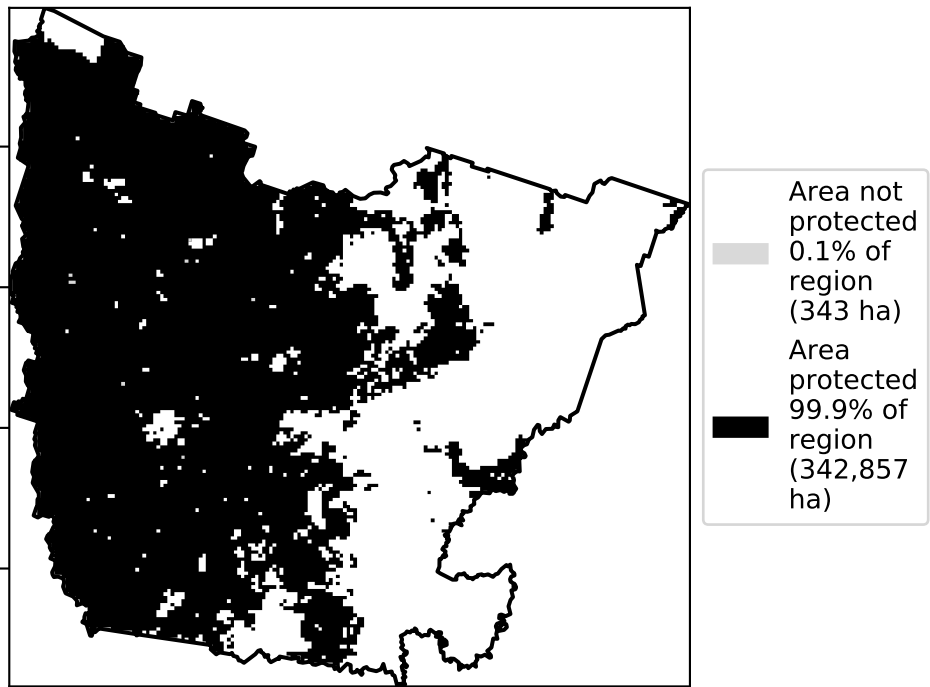 Area not
protected
0.1% of
region
(343 ha)
Area
protected
99.9% of
region
(342,857
ha)